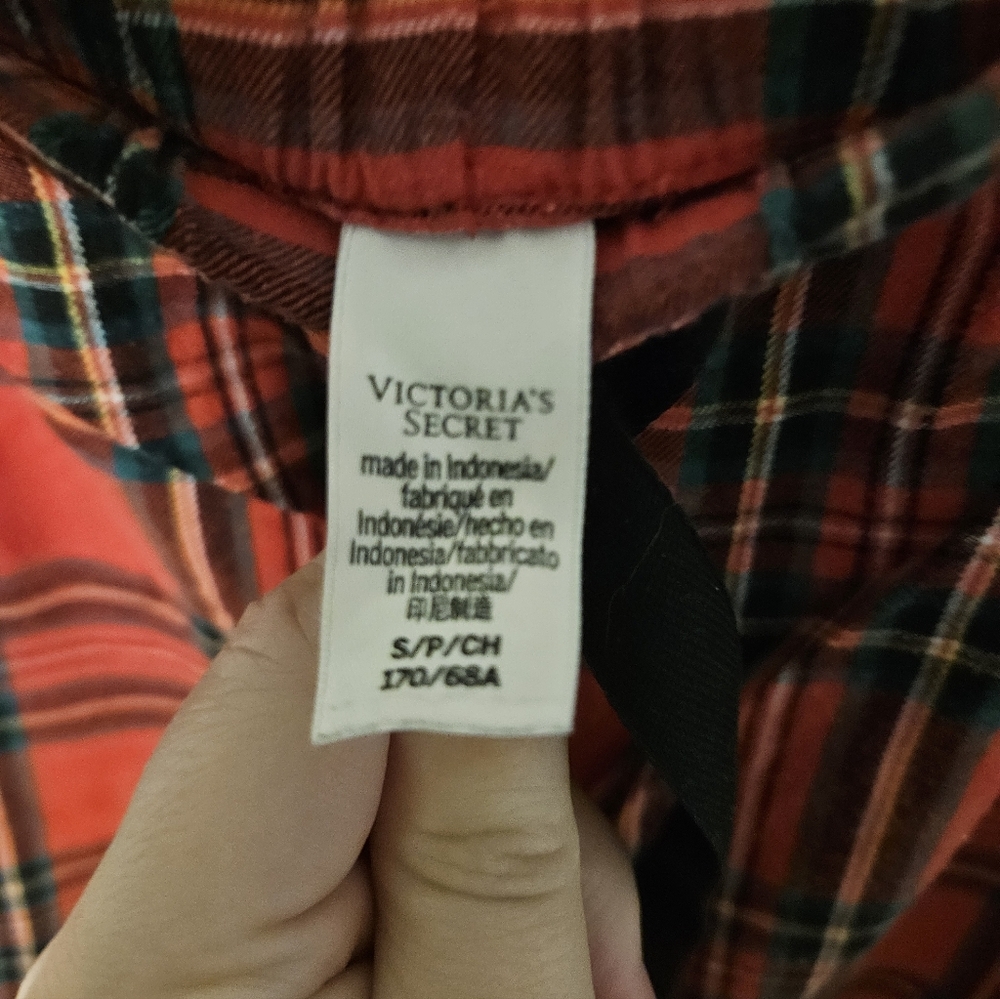 VICTORIA'S
SECRET
made in Indonesia/
fabriqué en
Indonésie/hecho en
Indonesia/fabbricato
in Indonesia/
印尼制造
S/P/CH
170/68A